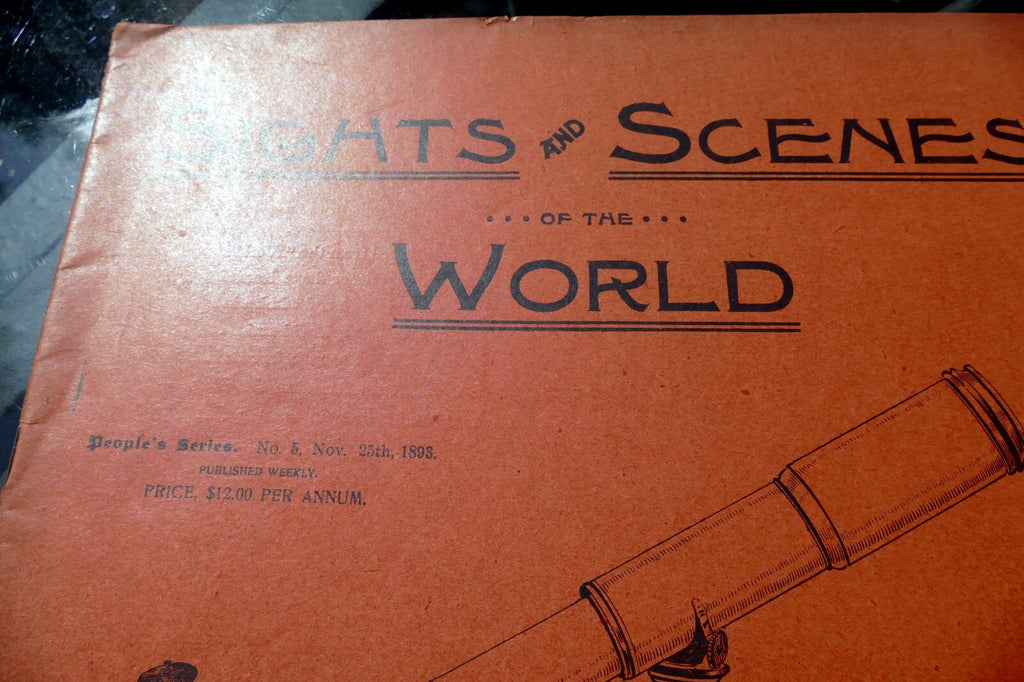 SIGHTS AND SCENES
··· OF THE ···
WORLD
People's Series. No. 5, Nov. 25th, 1893.
PUBLISHED WEEKLY.
PRICE, $12.00 PER ANNUM.